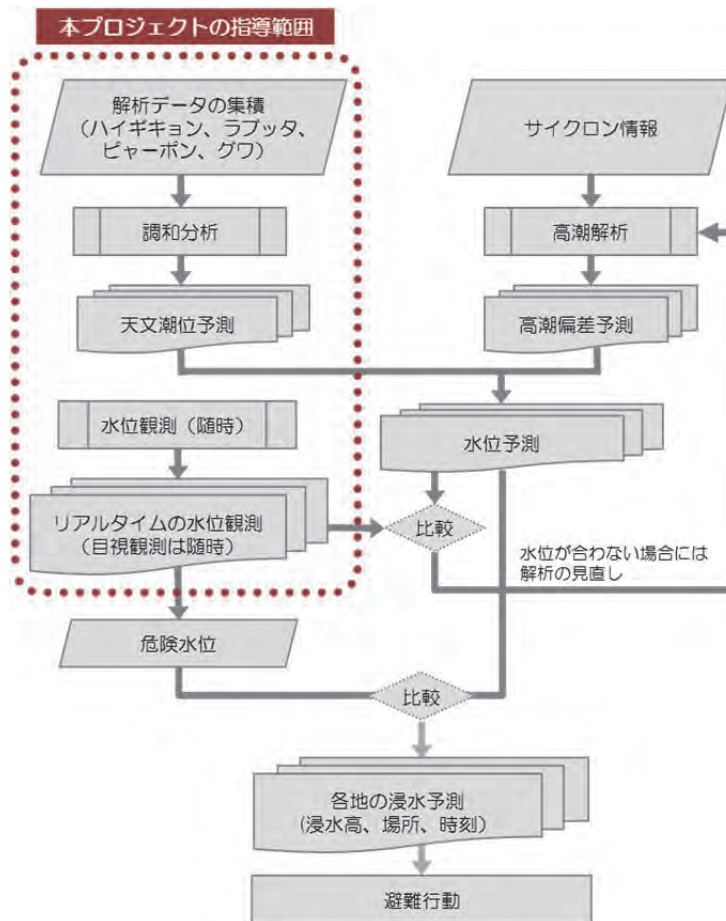 本プロジェクトの指導範囲
解析データの集積
（ハイギキョン、ラプッタ、
ピャーポン、グワ）
サイクロン情報
調和分析
高潮解析
天文潮位予測
高潮偏差予測
水位観測（随時）
水位予測
リアルタイムの水位観測
（目視観測は随時）
比較
水位が合わない場合には
解析の見直し
危険水位
比較
各地の浸水予測
(浸水高、場所、時刻）
避難行動